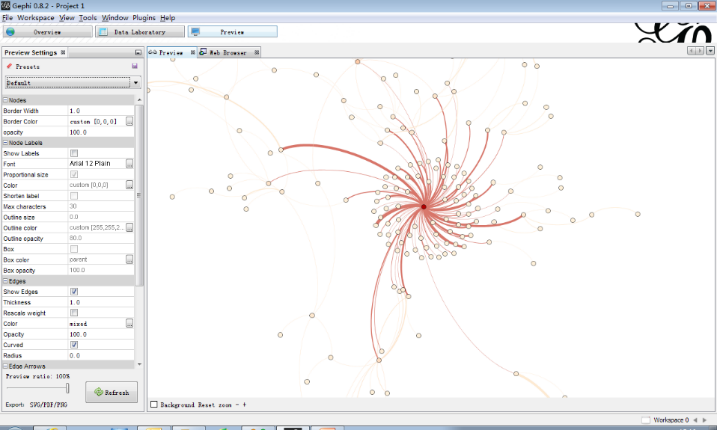 Gephi 0.8.2 - Project 1
File Workspace View Tools Window Plugins Help
Overview Data Laboratory Preview
Preview Settings Preview Web Browser
Presets
Default
Nodes
Border Width 1.0
Border Color custom [0,0,0]
opacity 100.0
Node Labels
Show Labels
Font Arial 12 Plain
Proportional size
Color custom [0,0,0]
Shorten label
Max characters 30
Outline size 0.0
Outline color custom [255,255,2...
Outline opacity 80.0
Box
Box color parent
Box opacity 100.0
Edges
Show Edges
Thickness 1.0
Rescale weight
Color mixed
Opacity 100.0
Curved
Radius 0.0
Edge Arrows
Preview ratio: 100%
Refresh
Export: SVG/PDF/PNG
Background Reset zoom - +
Workspace 0